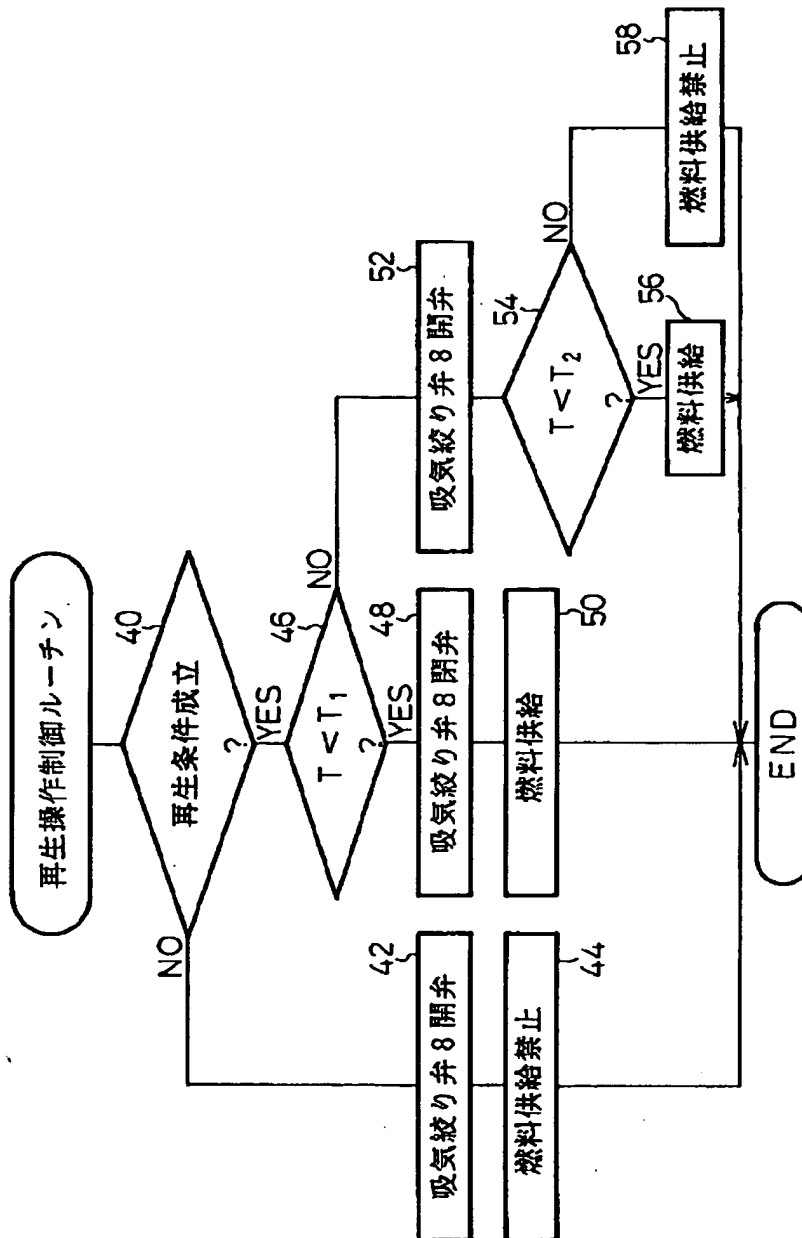 再生操作制御ルーチン
40
再生条件成立
?
NO
YES
42
吸気絞り弁8開弁
44
燃料供給禁止
46
T<T₁
?
NO
YES
48
吸気絞り弁8閉弁
50
燃料供給
52
吸気絞り弁8開弁
54
T<T₂
?
NO
YES
56
燃料供給
58
燃料供給禁止
END